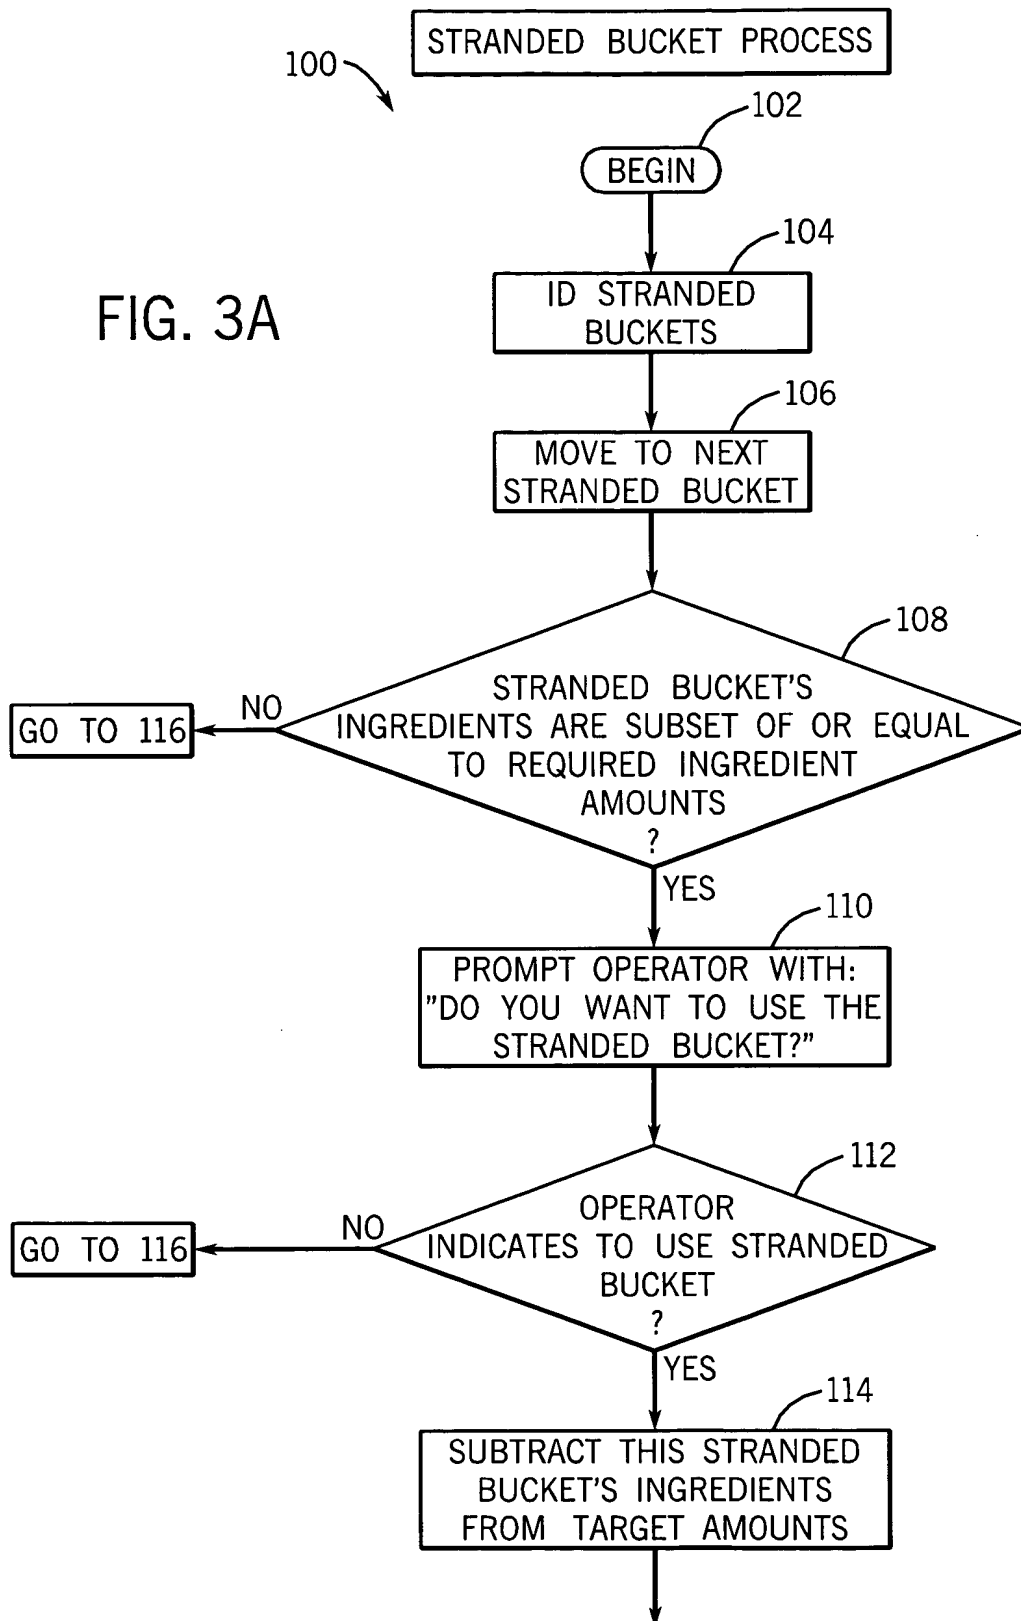 STRANDED BUCKET PROCESS
100
102
BEGIN
104
ID STRANDED
BUCKETS
FIG. 3A
106
MOVE TO NEXT
STRANDED BUCKET
108
STRANDED BUCKET'S
INGREDIENTS ARE SUBSET OF OR EQUAL
TO REQUIRED INGREDIENT
AMOUNTS
?
NO
GO TO 116
YES
110
PROMPT OPERATOR WITH:
"DO YOU WANT TO USE THE
STRANDED BUCKET?"
112
OPERATOR
INDICATES TO USE STRANDED
BUCKET
?
NO
GO TO 116
YES
114
SUBTRACT THIS STRANDED
BUCKET'S INGREDIENTS
FROM TARGET AMOUNTS